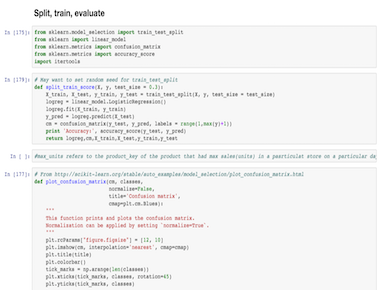 Split, train, evaluate
In [175]: from sklearn.model_selection import train_test_split
from sklearn import linear_model
from sklearn.metrics import confusion_matrix
from sklearn.metrics import accuracy_score
import itertools
In [179]: # May want to set random seed for train_test_split
def split_train_score(X, y, test_size = 0.3):
X_train, X_test, y_train, y_test = train_test_split(X, y, test_size = test_size)
logreg = linear_model.LogisticRegression()
logreg.fit(X_train, y_train)
y_pred = logreg.predict(X_test)
cm = confusion_matrix(y_test, y_pred, labels = range(1,max(y)+1))
print 'Accuracy:', accuracy_score(y_test, y_pred)
return logreg,cm,X_train,X_test,y_train,y_test
In [ ]: #max_units refers to the product_key of the product that had max sales(units) in a particular store on a particular da
In [177]: # from http://scikit-learn.org/stable/auto_examples/model_selection/plot_confusion_matrix.html
def plot_confusion_matrix(cm, classes,
normalize=False,
title='Confusion matrix',
cmap=plt.cm.Blues):
"""
This function prints and plots the confusion matrix.
Normalization can be applied by setting `normalize=True`.
"""
plt.rcParams["figure.figsize"] = [12, 10]
plt.imshow(cm, interpolation='nearest', cmap=cmap)
plt.title(title)
plt.colorbar()
tick_marks = np.arange(len(classes))
plt.xticks(tick_marks, classes, rotation=45)
plt.yticks(tick_marks, classes)